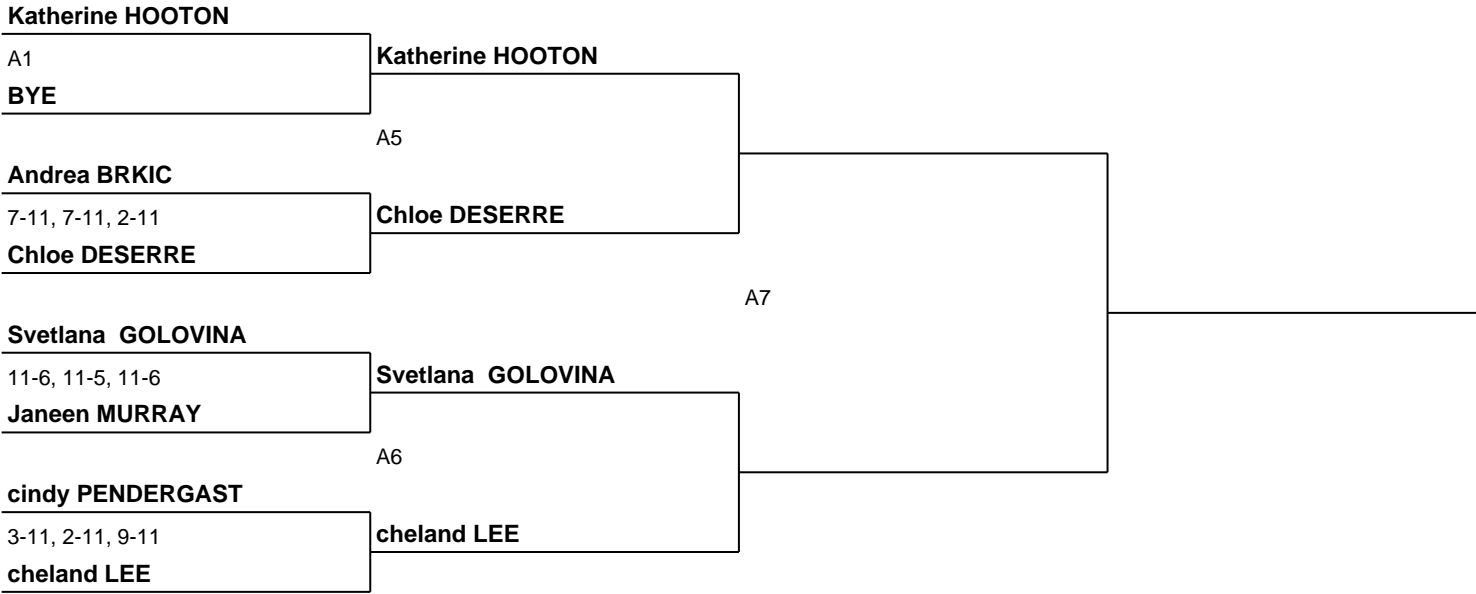 Katherine HOOTON
A1
BYE
Katherine HOOTON
A5
Andrea BRKIC
7-11, 7-11, 2-11
Chloe DESERRE
Chloe DESERRE
A7
Svetlana  GOLOVINA
11-6, 11-5, 11-6
Janeen MURRAY
Svetlana  GOLOVINA
A6
cindy PENDERGAST
3-11, 2-11, 9-11
cheland LEE
cheland LEE